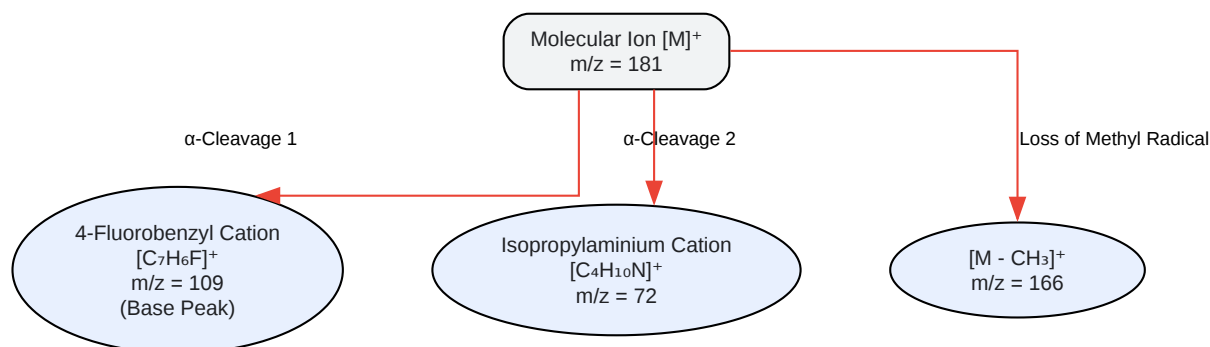 Molecular Ion [M]⁺
m/z = 181
α-Cleavage 1
α-Cleavage 2
Loss of Methyl Radical
4-Fluorobenzyl Cation
[C₇H₆F]⁺
m/z = 109
(Base Peak)
Isopropylaminium Cation
[C₄H₁₀N]⁺
m/z = 72
[M - CH₃]⁺
m/z = 166